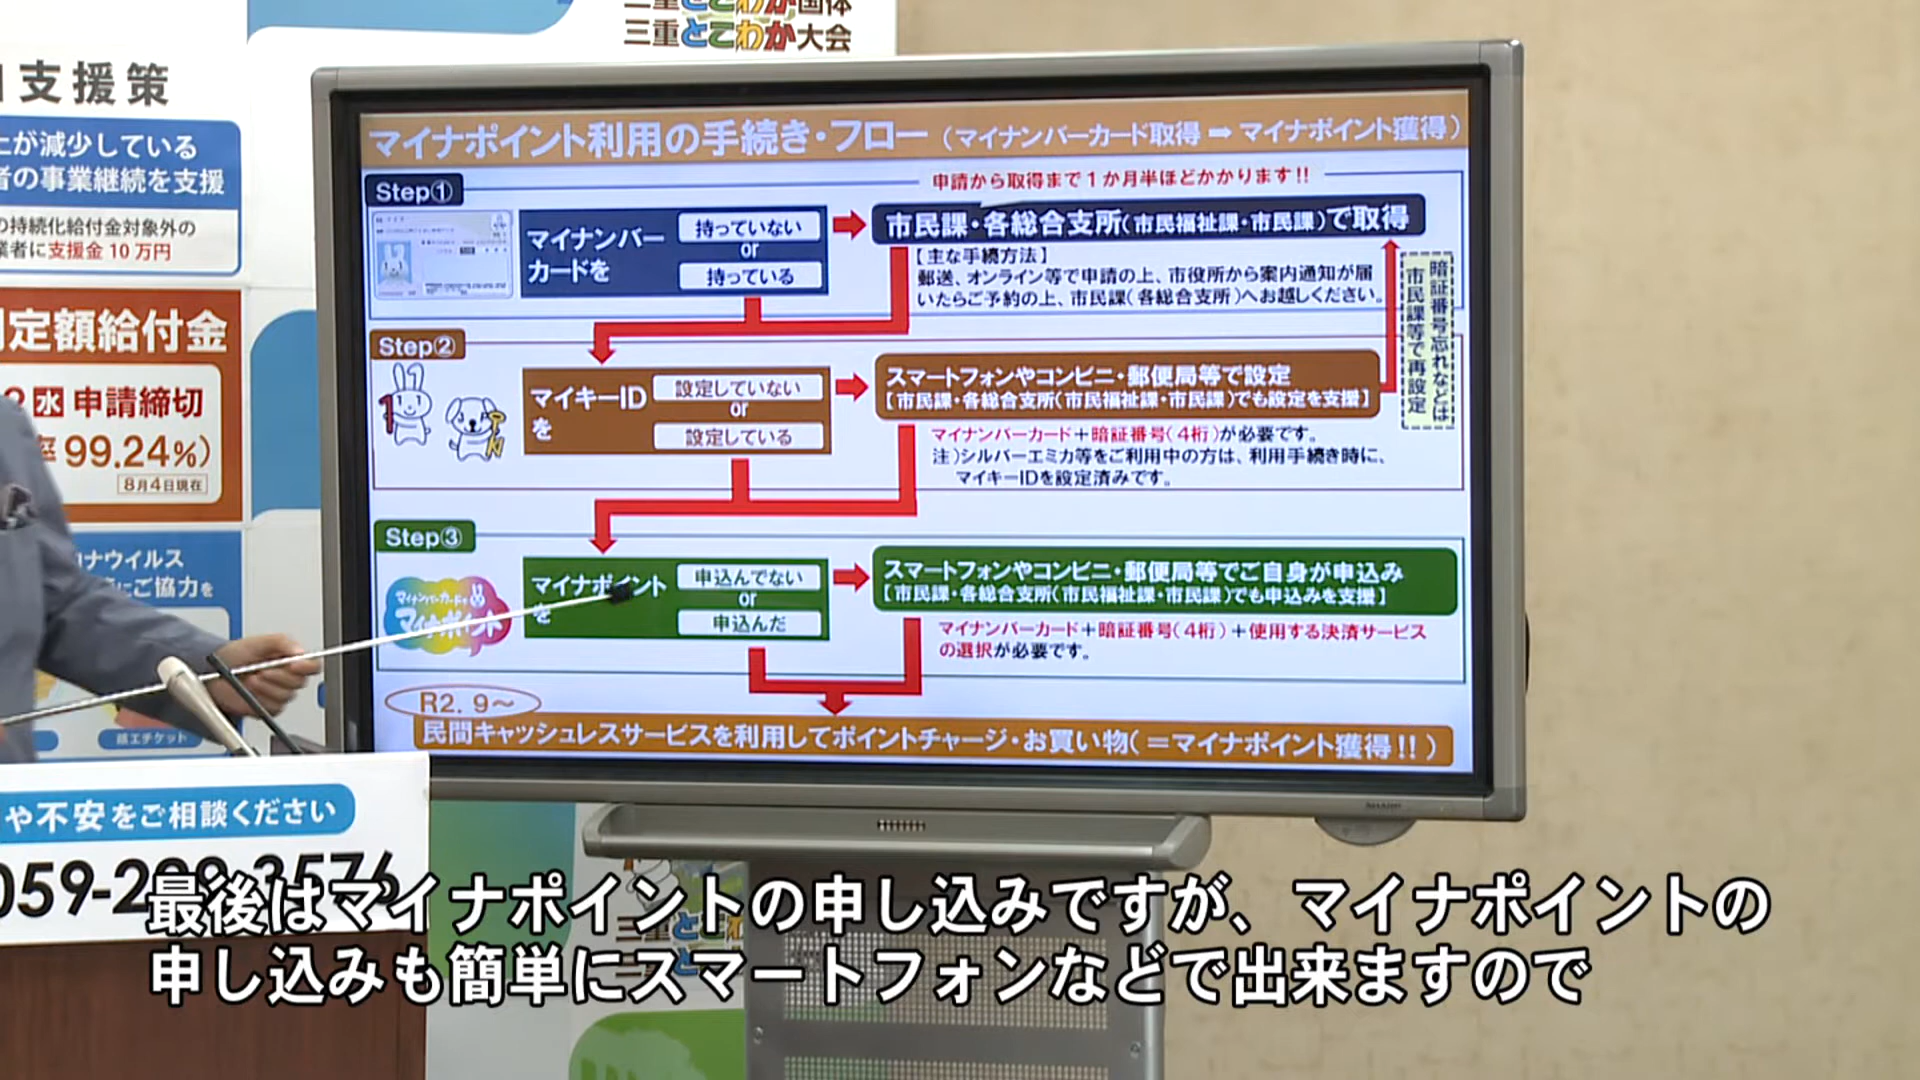 三重とこわか国体
三重とこわか大会
支援策
が減少している
者の事業継続を支援
の持続化給付金対象外の
業者に支援金10万円
定額給付金
水 申請締切
率 99.24%)
8月4日現在
ナウイルス
ご協力を
や不安をご相談ください
マイナポイント利用の手続き・フロー（マイナンバーカード取得 ➡ マイナポイント獲得）
申請から取得まで１か月半ほどかかります!!
Step①
マイナンバーカードを
持っていない
or
持っている
市民課・各総合支所（市民福祉課・市民課）で取得
【主な手続方法】
郵送、オンライン等で申請の上、市役所から案内通知が届
いたらご予約の上、市民課（各総合支所）へお越しください。
暗証番号忘れなどは
市民課等で再設定
Step②
マイキーID
を
設定していない
or
設定している
スマートフォンやコンビニ・郵便局等で設定
【市民課・各総合支所（市民福祉課・市民課）でも設定を支援】
マイナンバーカード＋暗証番号（４桁）が必要です。
注）シルバーエミカ等をご利用中の方は、利用手続き時に、
マイキーIDを設定済みです。
Step③
マイナンバーカードで
マイナポイント
マイナポイント
を
申込んでない
or
申込んだ
スマートフォンやコンビニ・郵便局等でご自身が申込み
【市民課・各総合支所（市民福祉課・市民課）でも申込みを支援】
マイナンバーカード＋暗証番号（４桁）＋使用する決済サービス
の選択が必要です。
R2. 9～
民間キャッシュレスサービスを利用してポイントチャージ・お買い物（＝マイナポイント獲得!!）
最後はマイナポイントの申し込みですが、マイナポイントの
申し込みも簡単にスマートフォンなどで出来ますので